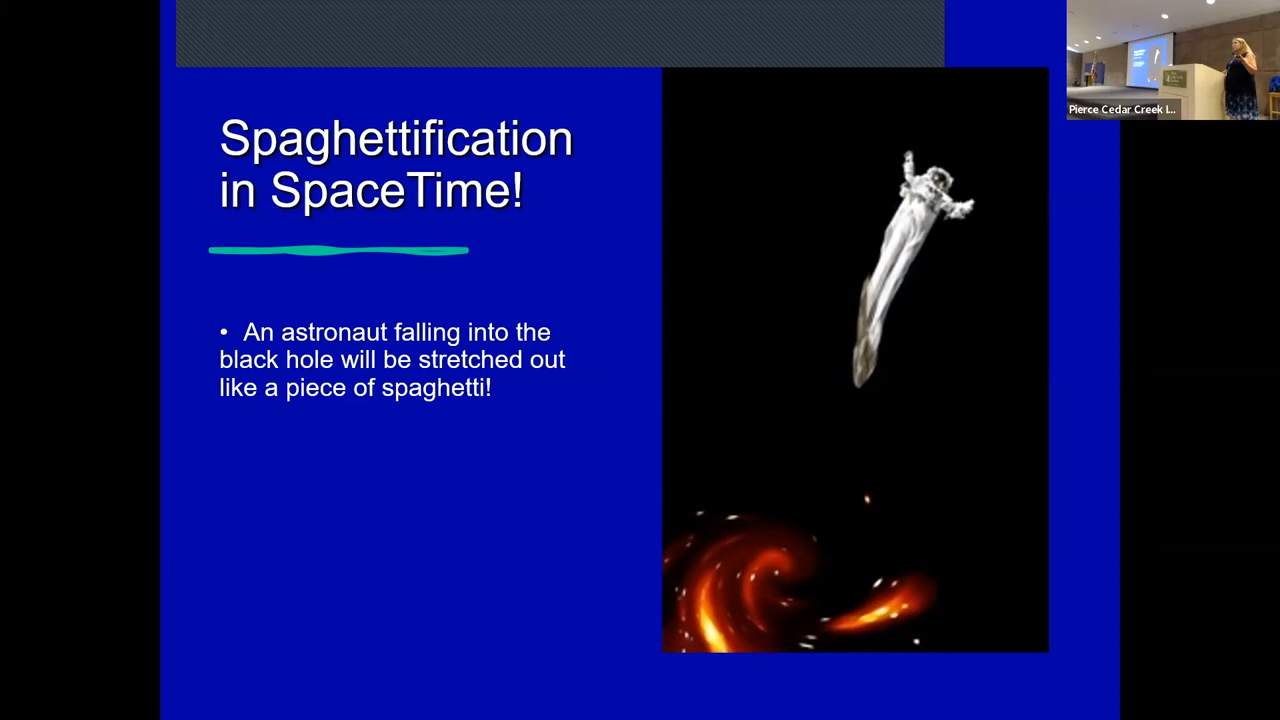 Spaghettification
in SpaceTime!
• An astronaut falling into the
black hole will be stretched out
like a piece of spaghetti!
Pierce Cedar Creek I...